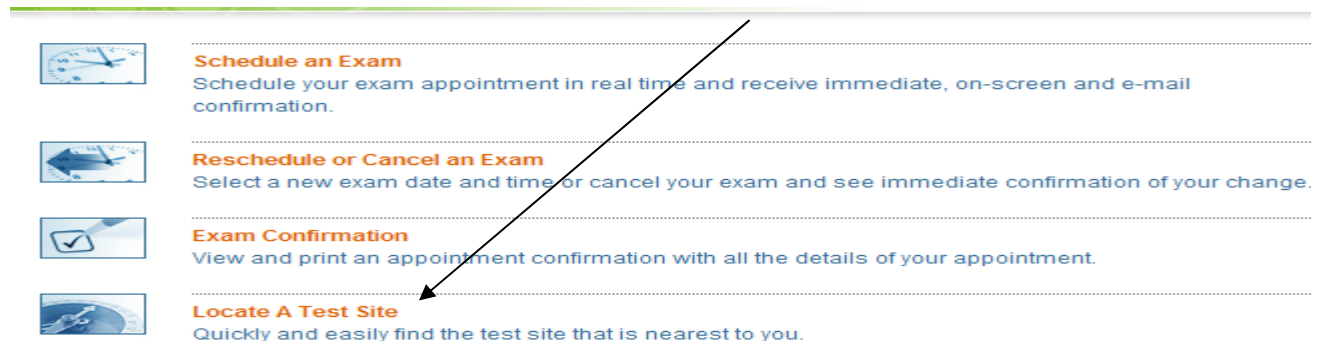 Schedule an Exam
Schedule your exam appointment in real time and receive immediate, on-screen and e-mail
confirmation.
Reschedule or Cancel an Exam
Select a new exam date and time or cancel your exam and see immediate confirmation of your change.
Exam Confirmation
View and print an appointment confirmation with all the details of your appointment.
Locate A Test Site
Quickly and easily find the test site that is nearest to you.